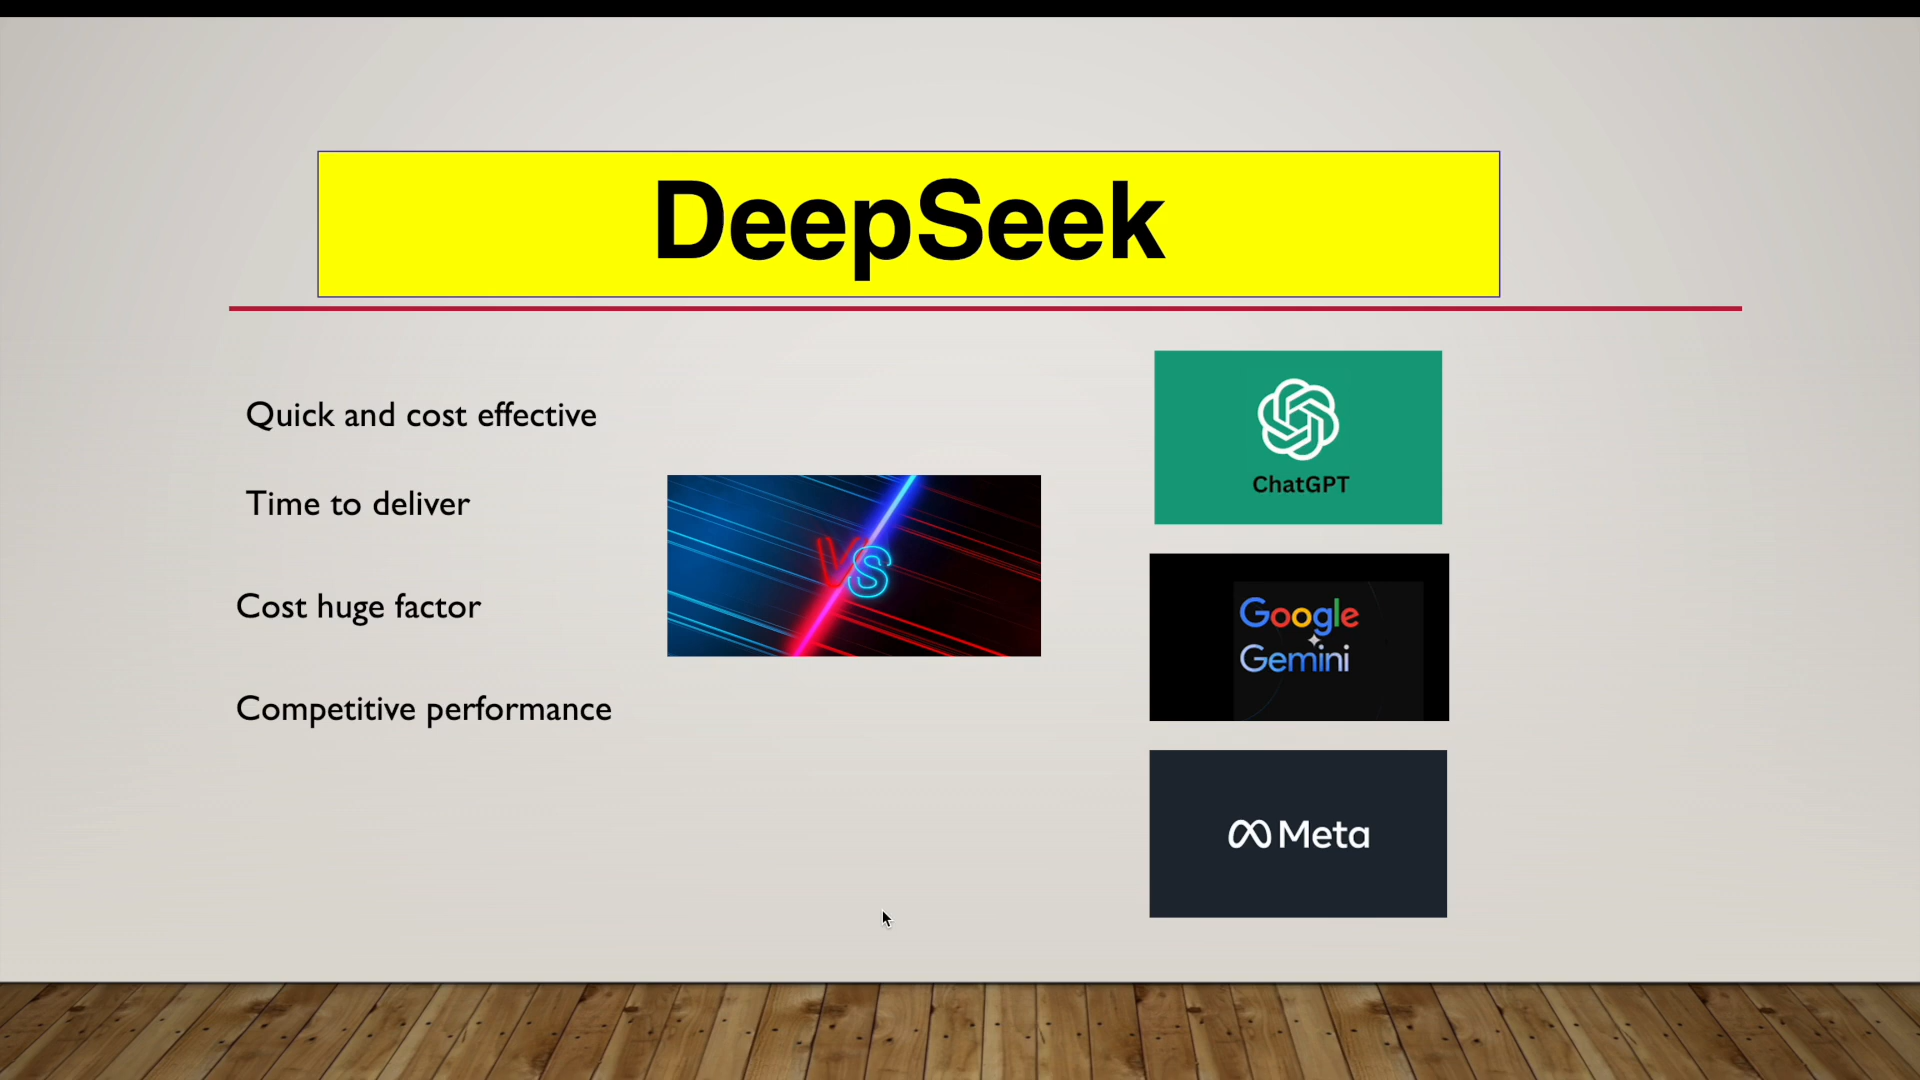 DeepSeek
Quick and cost effective
Time to deliver
Cost huge factor
Competitive performance
VS
ChatGPT
Google
Gemini
Meta